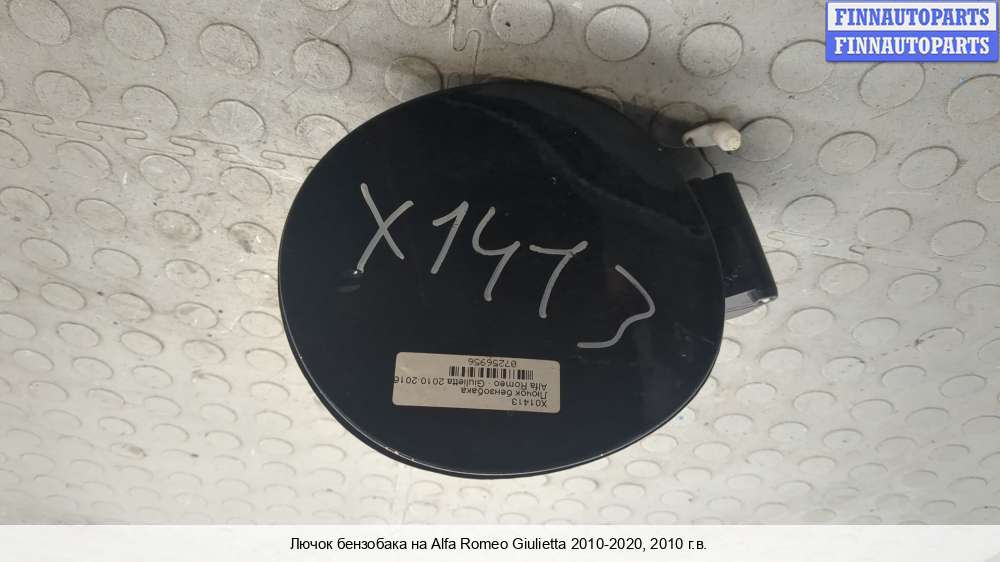 FINNAUTOPARTS
FINNAUTOPARTS
X1413
X01413
Лючок бензобака
Alfa Romeo - Giulietta 2010-2016
07256956
Лючок бензобака на Alfa Romeo Giulietta 2010-2020, 2010 г.в.